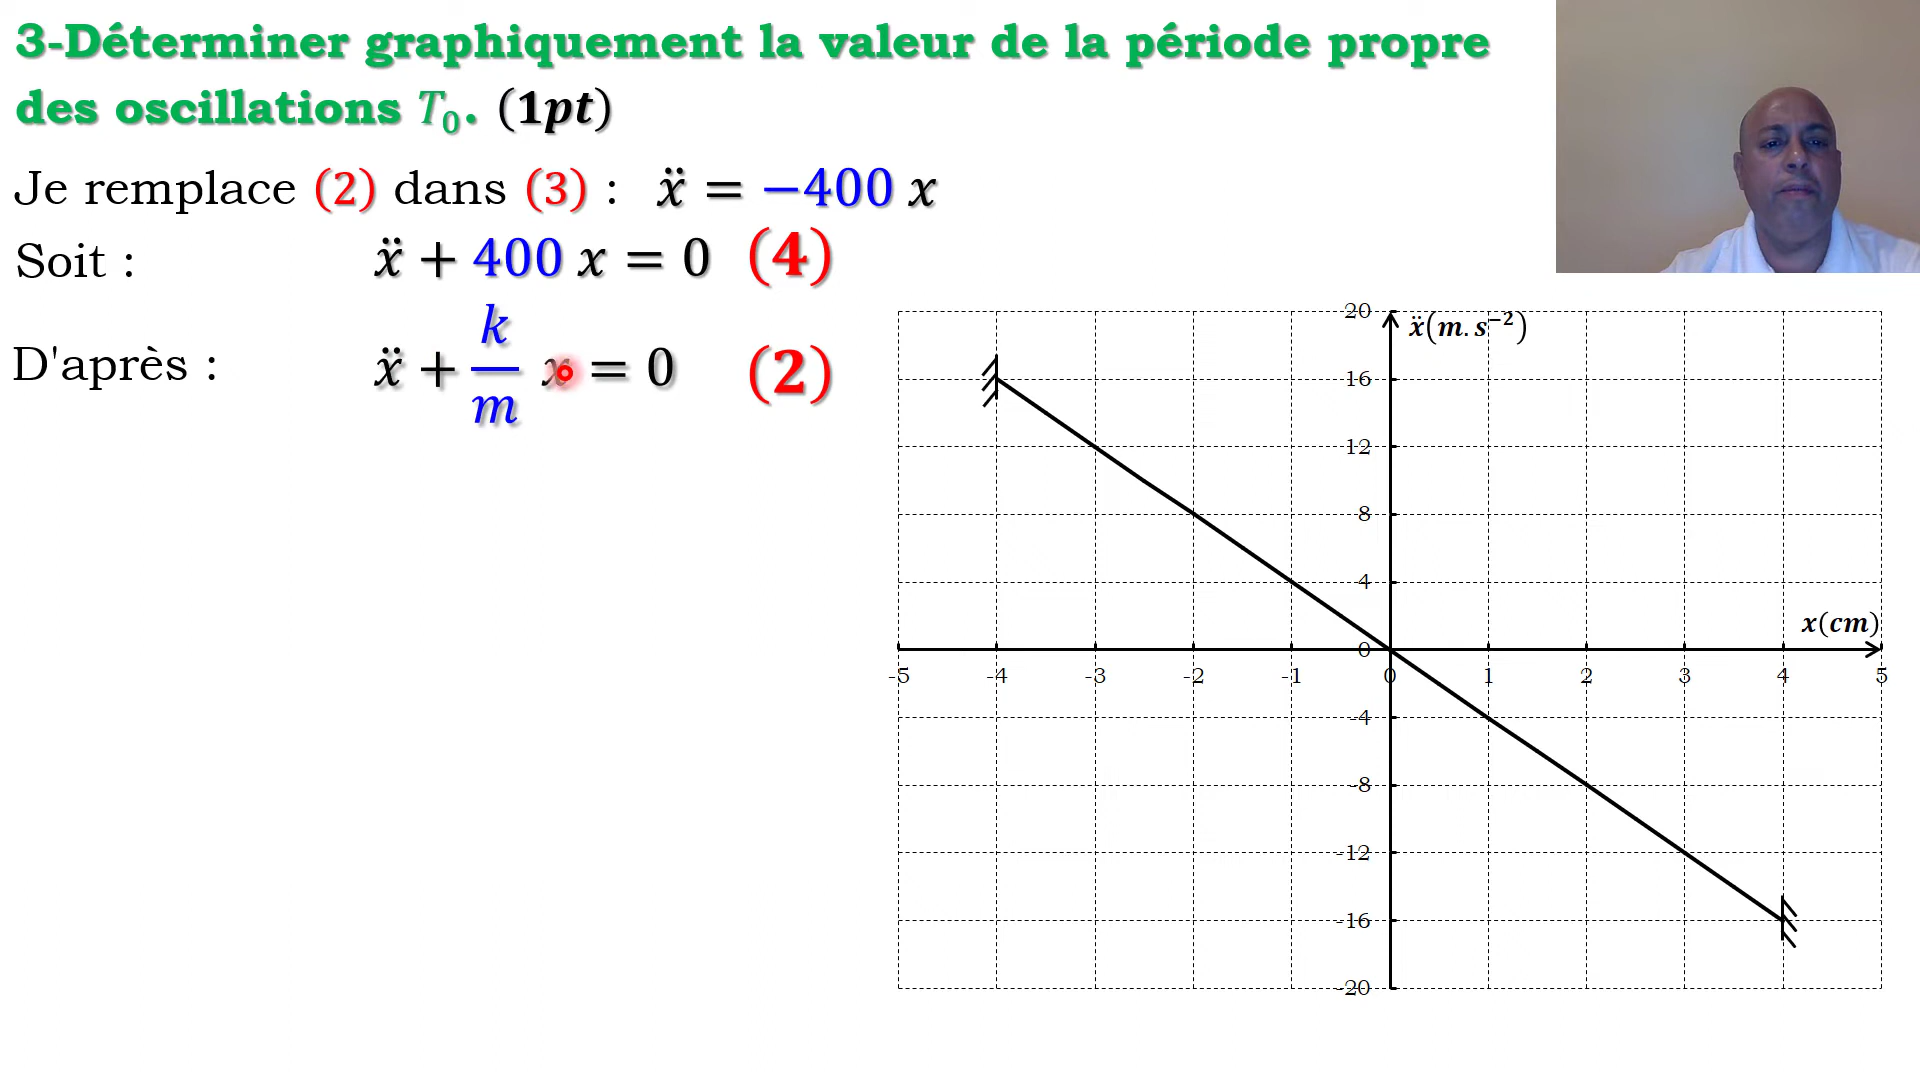 3-Déterminer graphiquement la valeur de la période propre
des oscillations T₀. (1pt)
Je remplace (2) dans (3) : ẍ = −400 x
Soit : ẍ + 400 x = 0 (4)
D'après : ẍ + k/m x = 0 (2)
ẍ(m.s⁻²)
20
16
12
8
4
0
x(cm)
-5 -4 -3 -2 -1 0 1 2 3 4 5
-4
-8
-12
-16
-20